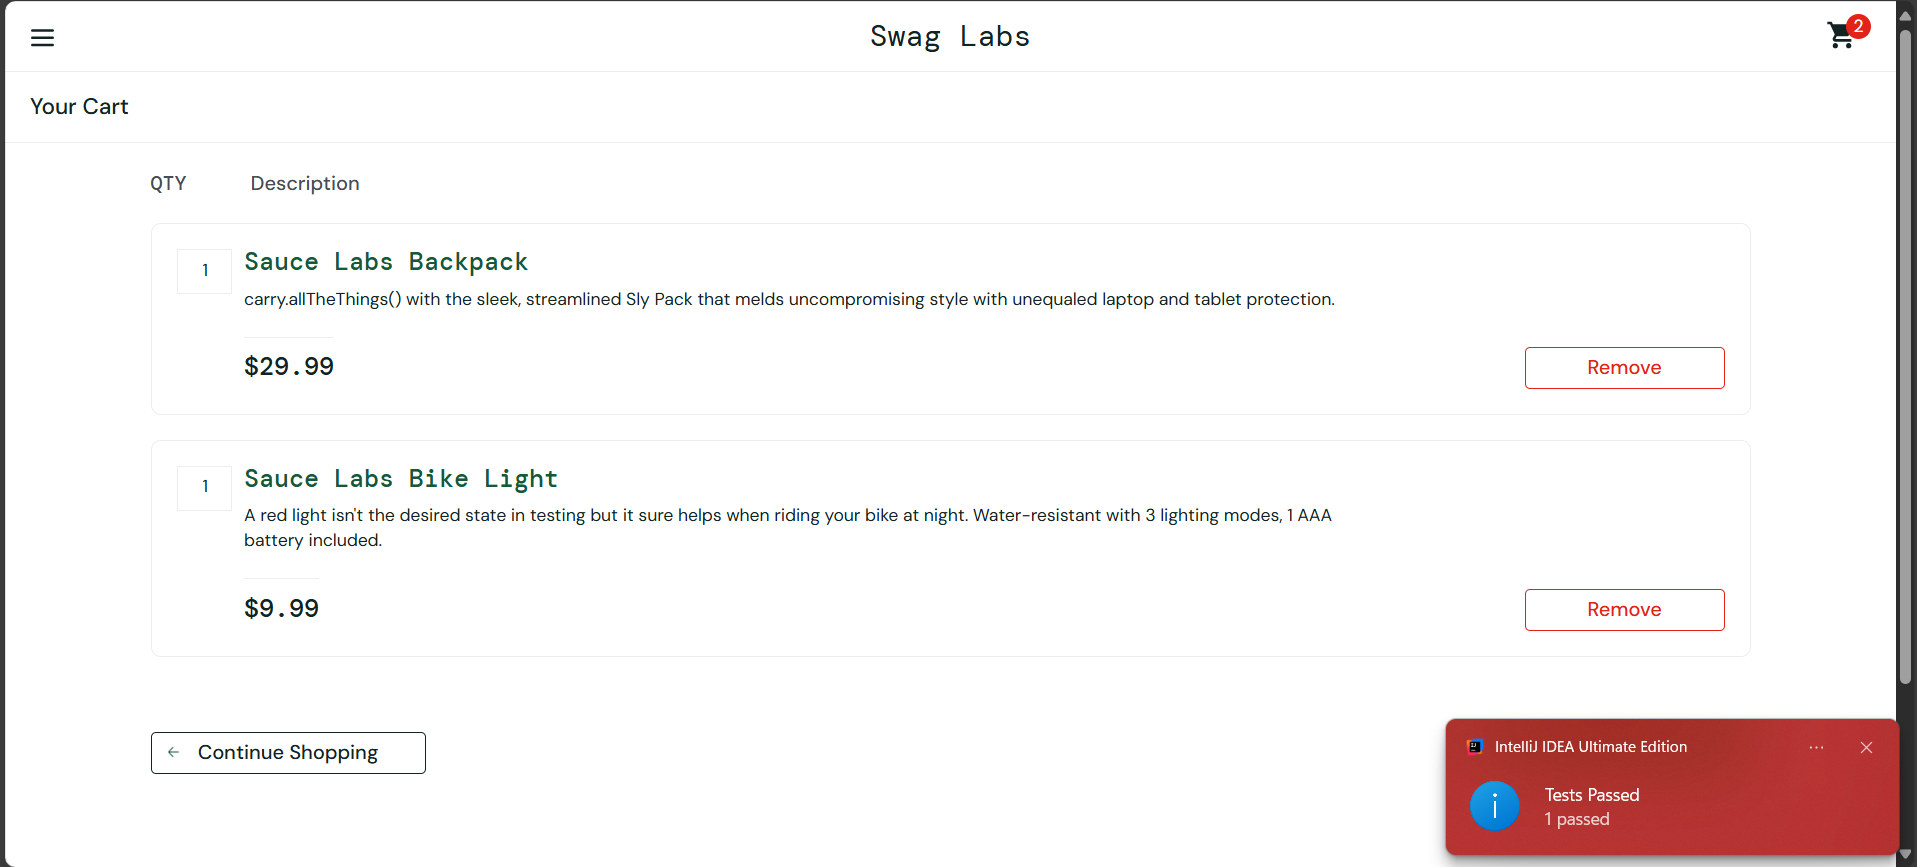 Swag Labs
2
Your Cart
QTY Description
1
Sauce Labs Backpack
carry.allTheThings() with the sleek, streamlined Sly Pack that melds uncompromising style with unequaled laptop and tablet protection.
$29.99
Remove
1
Sauce Labs Bike Light
A red light isn't the desired state in testing but it sure helps when riding your bike at night. Water-resistant with 3 lighting modes, 1 AAA
battery included.
$9.99
Remove
Continue Shopping
IntelliJ IDEA Ultimate Edition
Tests Passed
1 passed